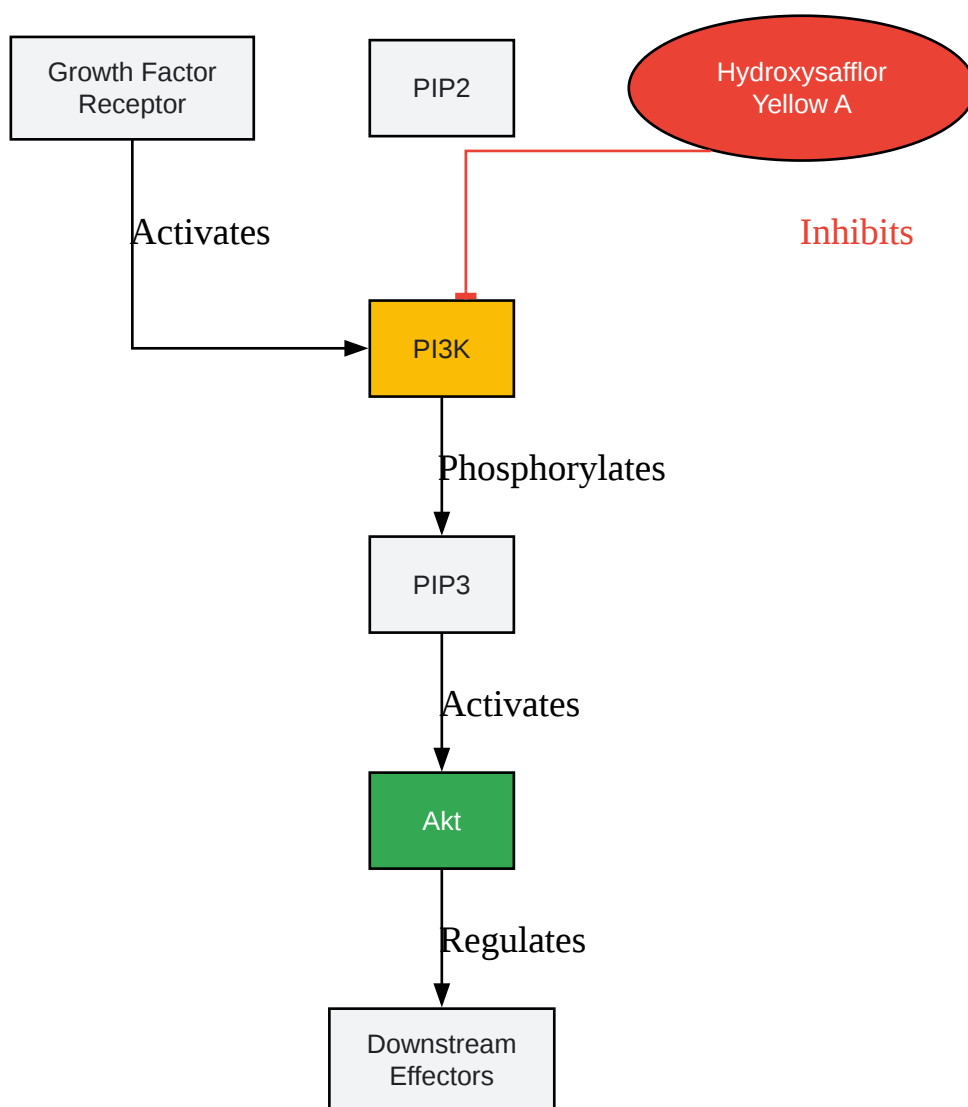 Growth Factor
Receptor
PIP2
Hydroxysafflor
Yellow A
Activates
Inhibits
PI3K
Phosphorylates
PIP3
Activates
Akt
Regulates
Downstream
Effectors